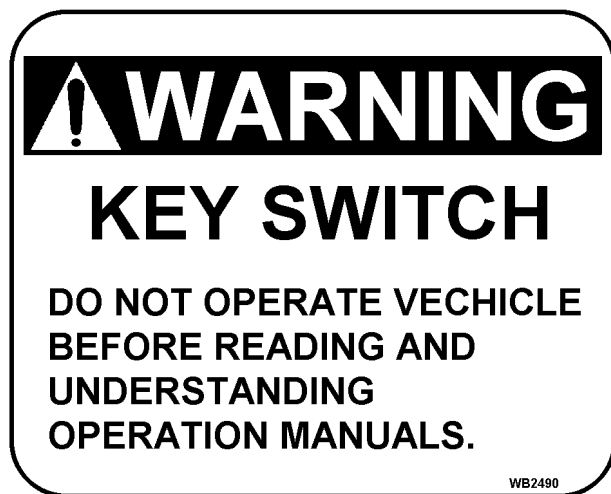 WARNING
KEY SWITCH
DO NOT OPERATE VECHICLE
BEFORE READING AND
UNDERSTANDING
OPERATION MANUALS.
WB2490